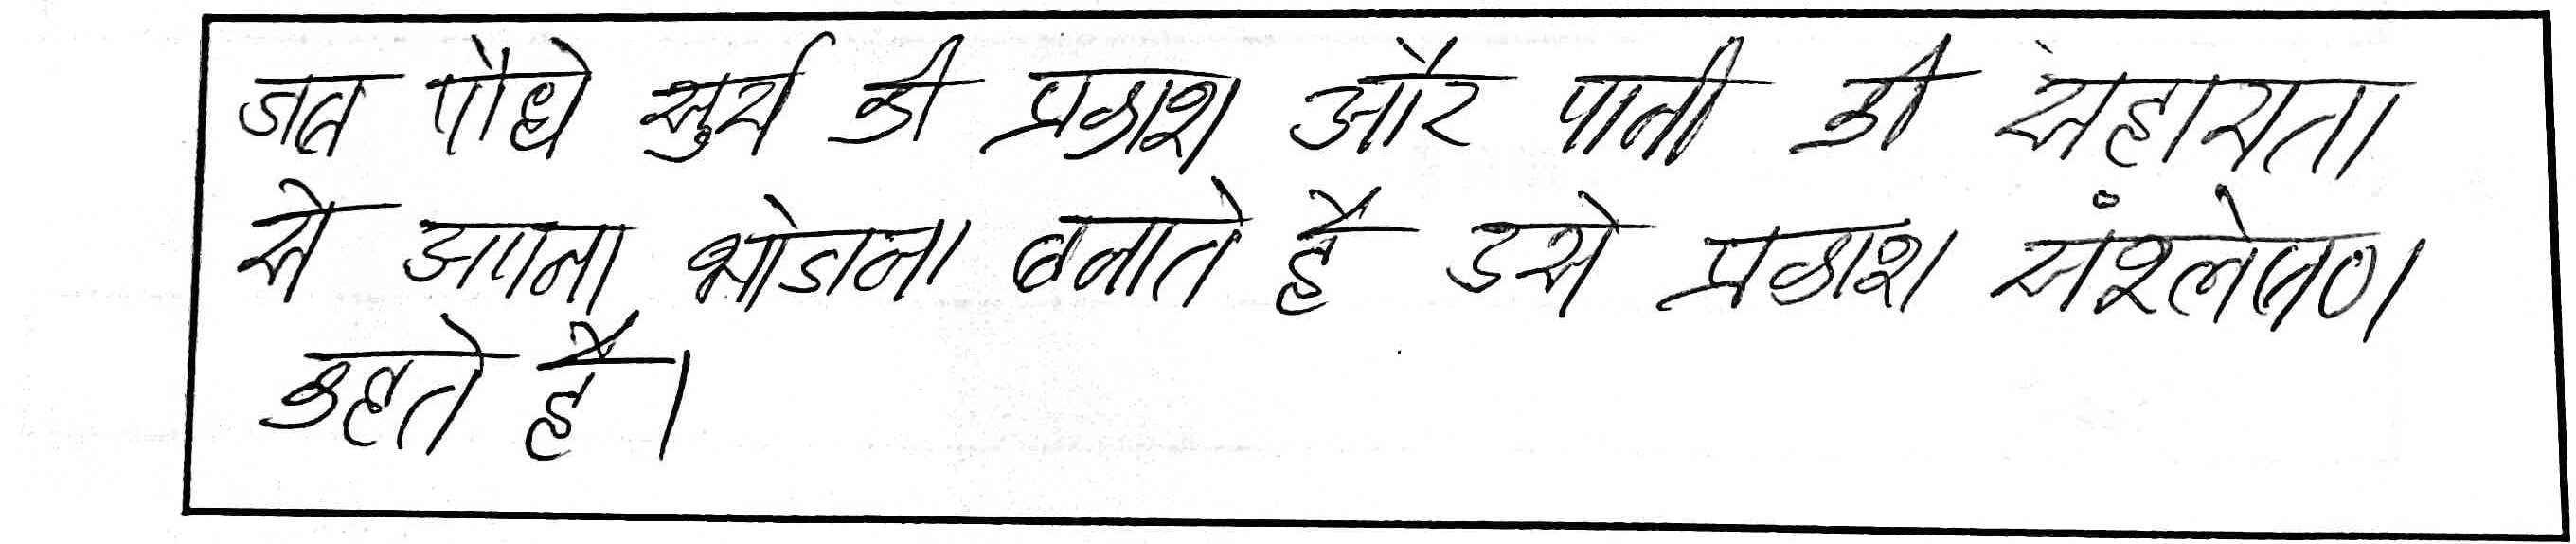 जब पौधे सुर्य की प्रकाश और पानी की सहायता
से अपना भोजन बनाते है उसे प्रकाश संश्लेषण
कहते है।